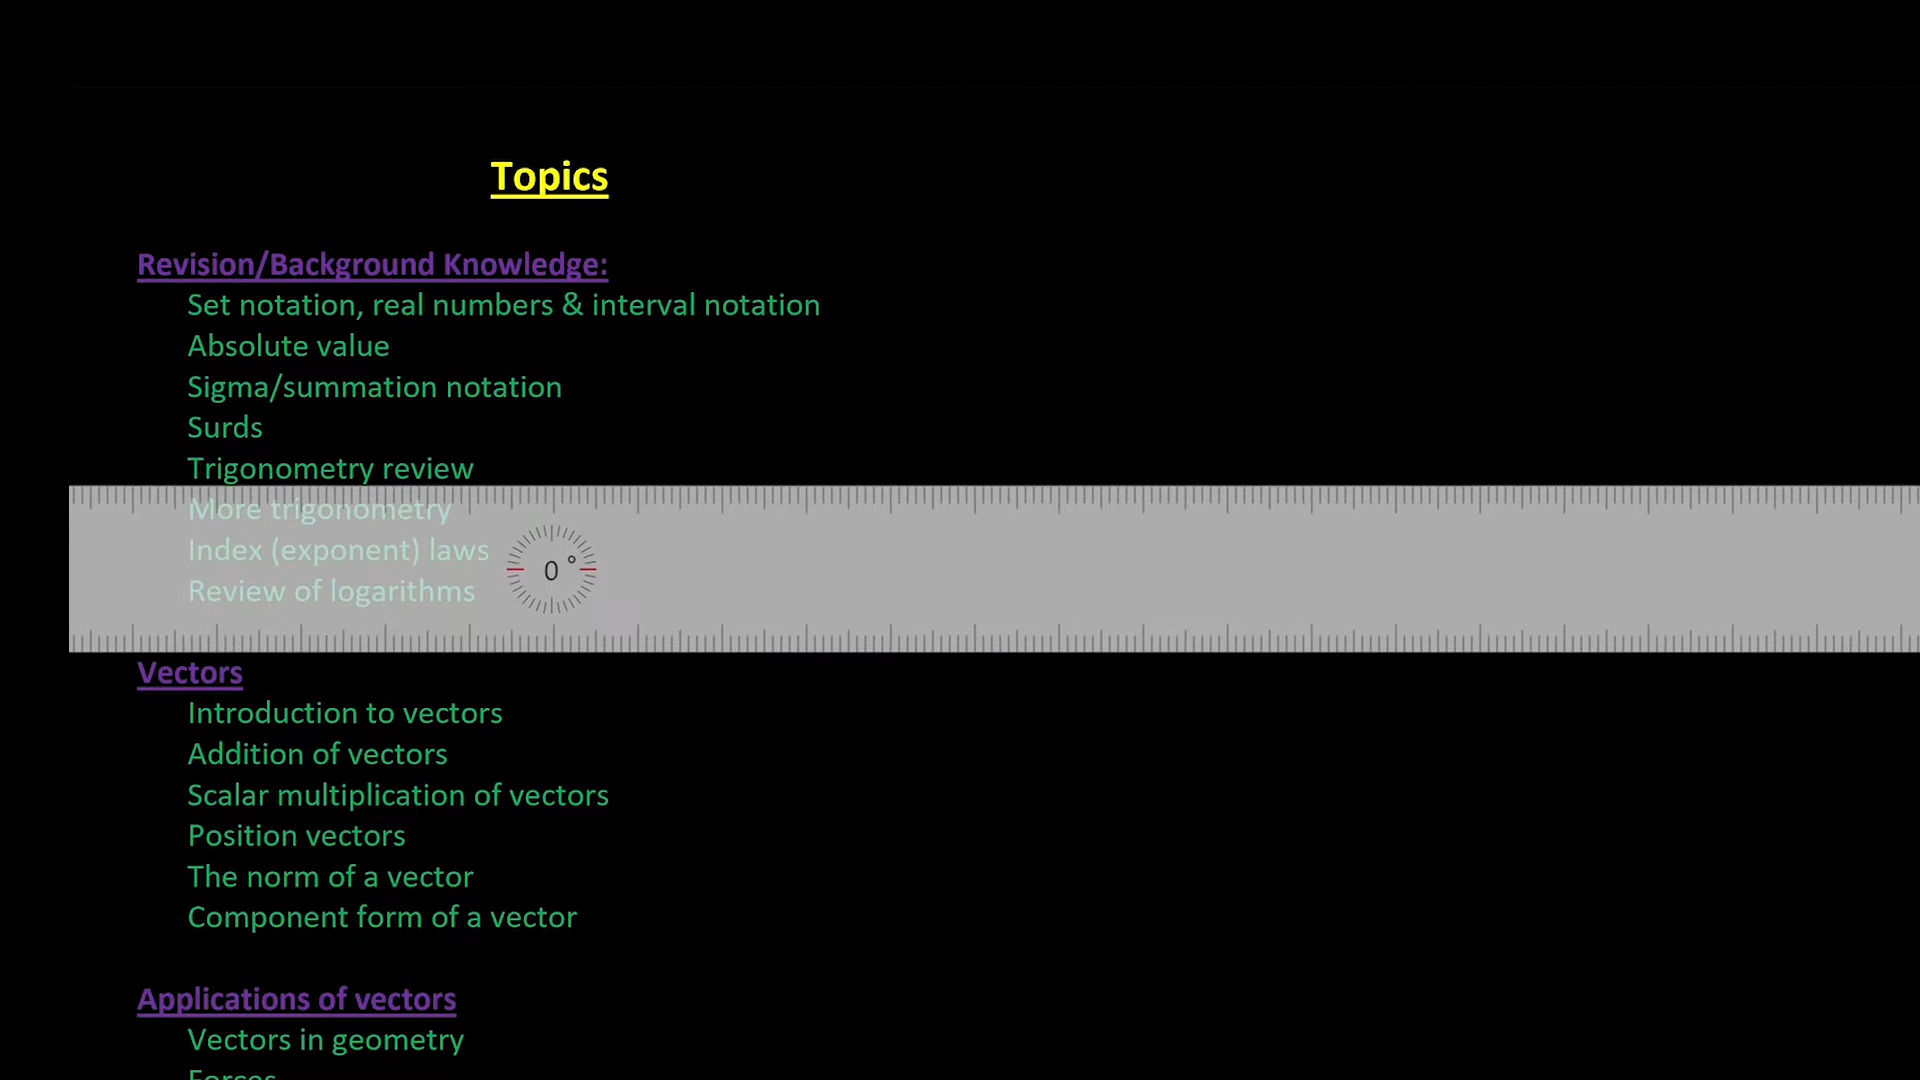 Topics
Revision/Background Knowledge:
Set notation, real numbers & interval notation
Absolute value
Sigma/summation notation
Surds
Trigonometry review
More trigonometry
Index (exponent) laws
0°
Review of logarithms
Vectors
Introduction to vectors
Addition of vectors
Scalar multiplication of vectors
Position vectors
The norm of a vector
Component form of a vector
Applications of vectors
Vectors in geometry
Forces